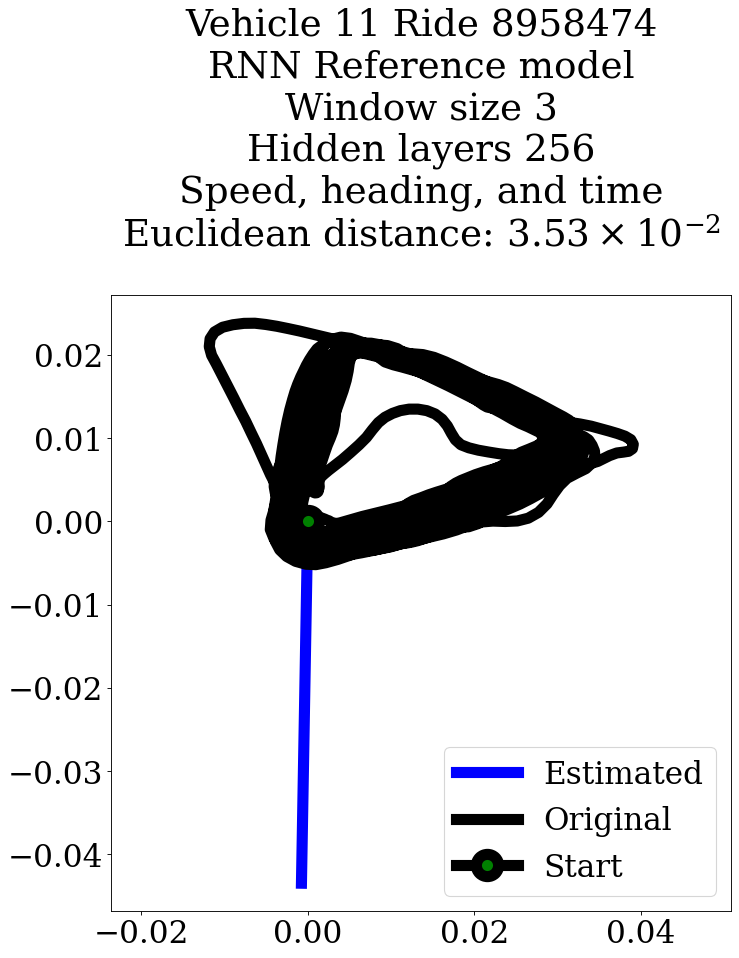 Vehicle 11 Ride 8958474
RNN Reference model
Window size 3
Hidden layers 256
Speed, heading, and time
Euclidean distance: 3.53 × 10⁻²
0.02
0.01
0.00
−0.01
−0.02
−0.03
−0.04
Estimated
Original
Start
−0.02 0.00 0.02 0.04